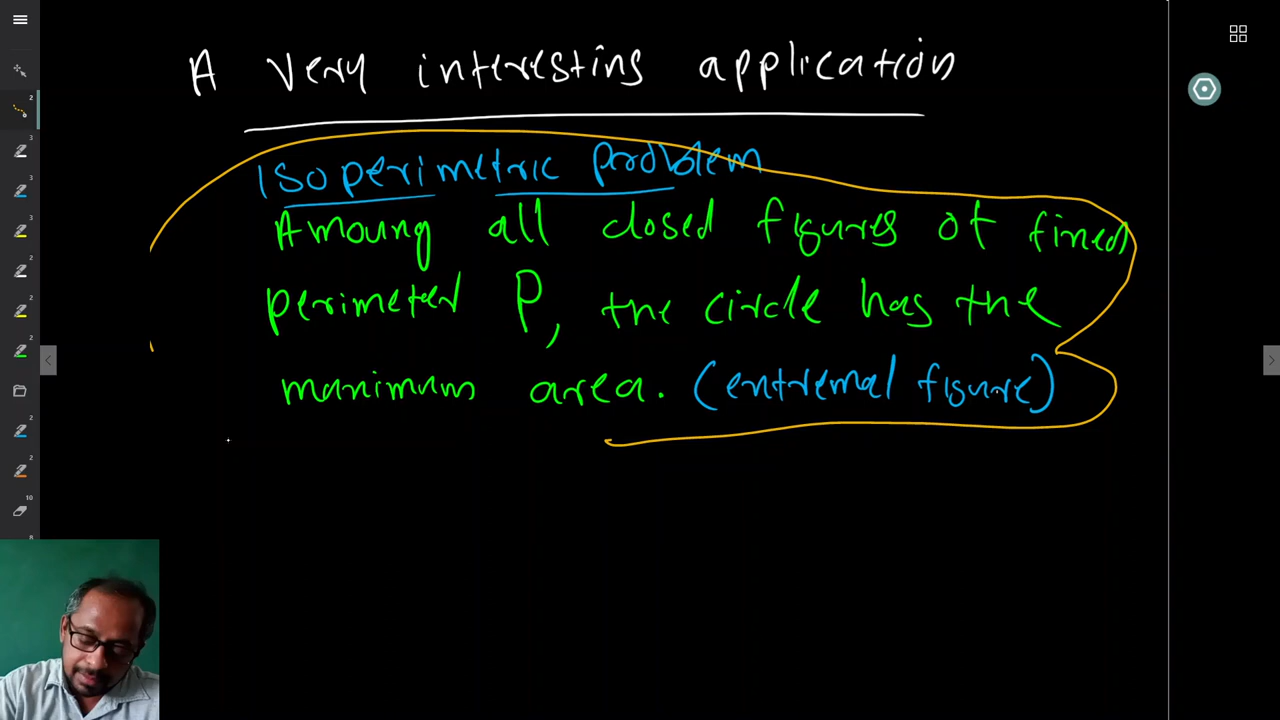 A very interesting application
Isoperimetric problem
Amoung all closed figures of fixed
perimeter P, the circle has the
maximum area. (extremal figure)